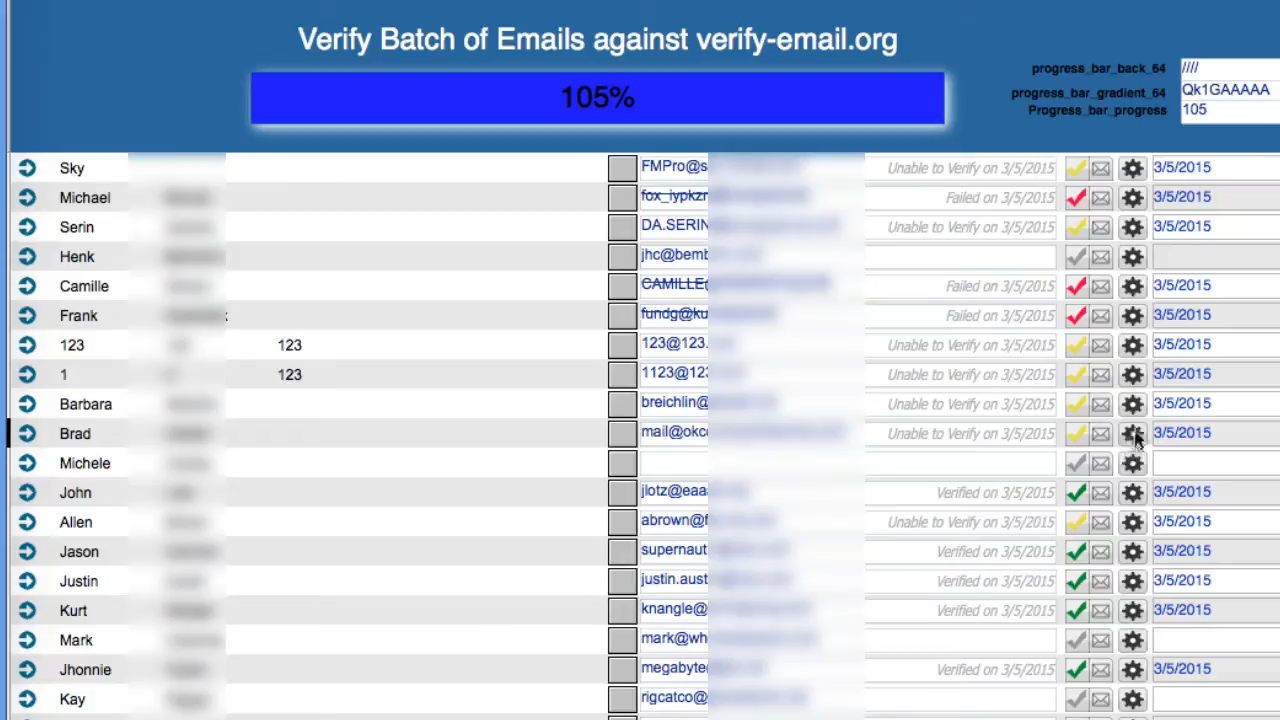 Verify Batch of Emails against verify-email.org
progress_bar_back_64 ////
105% progress_bar_gradient_64 Qk1GAAAAA
Progress_bar_progress 105
Sky FMPro@s Unable to Verify on 3/5/2015 3/5/2015
Michael fox_iypkzr Failed on 3/5/2015 3/5/2015
Serin DA.SERIN Unable to Verify on 3/5/2015 3/5/2015
Henk jhc@bemb
Camille CAMILLE@ Failed on 3/5/2015 3/5/2015
Frank fundg@ku Failed on 3/5/2015 3/5/2015
123 123 123@123. Unable to Verify on 3/5/2015 3/5/2015
1 123 1123@123 Unable to Verify on 3/5/2015 3/5/2015
Barbara breichlin@ Unable to Verify on 3/5/2015 3/5/2015
Brad mail@okc Unable to Verify on 3/5/2015 3/5/2015
Michele
John jlotz@eaa Verified on 3/5/2015 3/5/2015
Allen abrown@f Unable to Verify on 3/5/2015 3/5/2015
Jason supernaut Verified on 3/5/2015 3/5/2015
Justin justin.aust Verified on 3/5/2015 3/5/2015
Kurt knangle@ Verified on 3/5/2015 3/5/2015
Mark mark@wh
Jhonnie megabyte Verified on 3/5/2015 3/5/2015
Kay rigcatco@